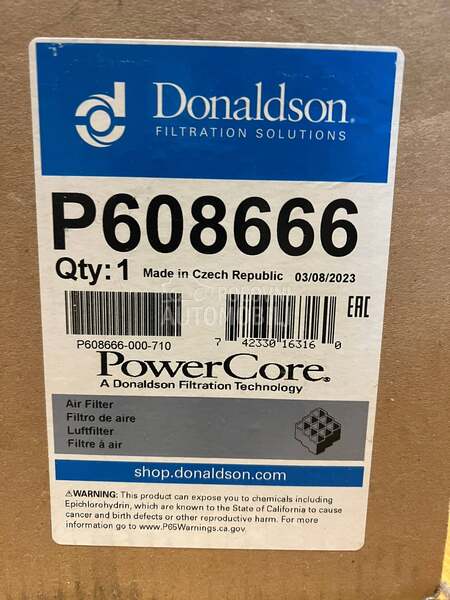 Donaldson.
FILTRATION SOLUTIONS
P608666
Qty: 1 Made in Czech Republic 03/08/2023
POLOVNI
AUTOMOBILI
EAC
P608666-000-710
7 42330 16316 0
PowerCore®
A Donaldson Filtration Technology
Air Filter
Filtro de aire
Luftfilter
Filtre à air
shop.donaldson.com
⚠WARNING: This product can expose you to chemicals including
Epichlorohydrin, which are known to the State of California to cause
cancer and birth defects or other reproductive harm. For more
information go to www.P65Warnings.ca.gov.